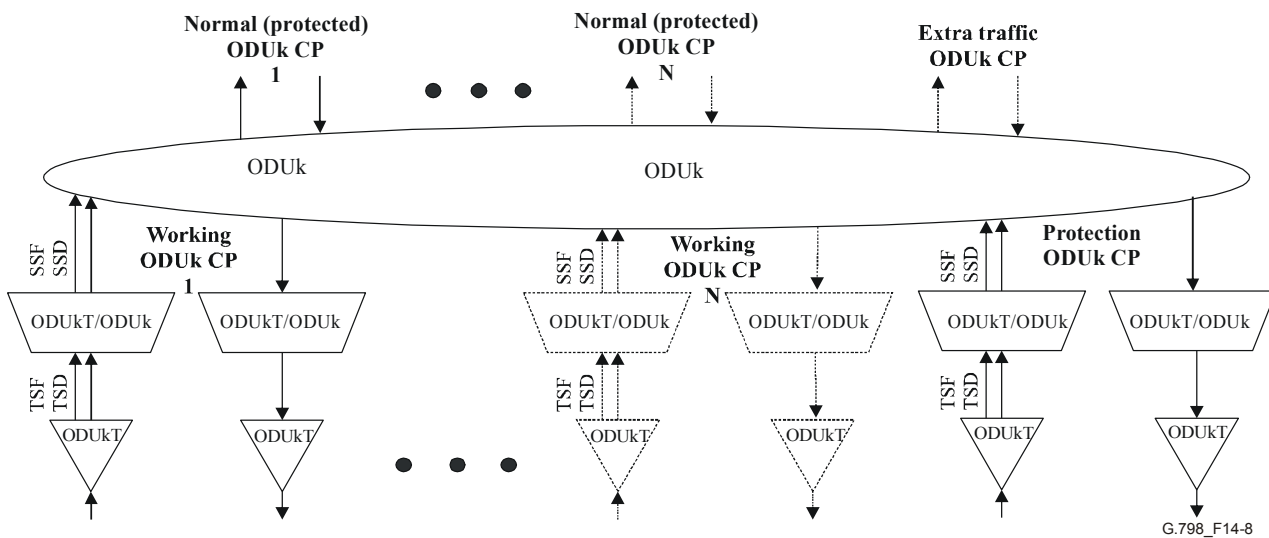 Normal (protected)
ODUk CP
1
Normal (protected)
ODUk CP
N
Extra traffic
ODUk CP
ODUk
ODUk
SSF
SSD
Working
ODUk CP
1
SSF
SSD
Working
ODUk CP
N
SSF
SSD
Protection
ODUk CP
ODUkT/ODUk
ODUkT/ODUk
ODUkT/ODUk
ODUkT/ODUk
ODUkT/ODUk
ODUkT/ODUk
TSF
TSD
TSF
TSD
TSF
TSD
ODUkT
ODUkT
ODUkT
ODUkT
ODUkT
ODUkT
G.798_F14-8